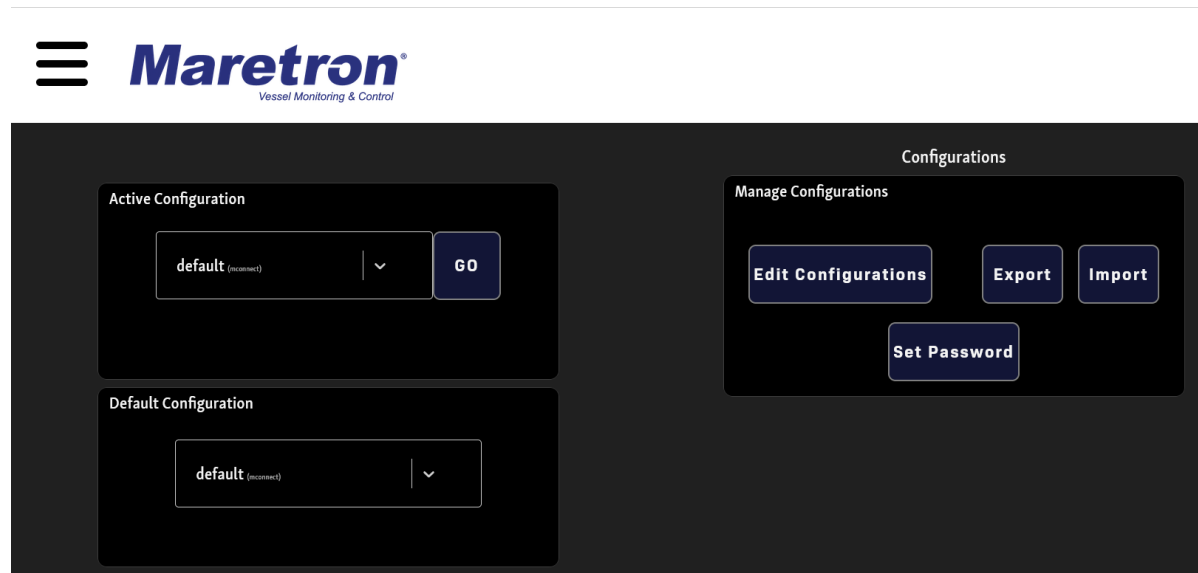 Maretron®
Vessel Monitoring & Control
Configurations
Active Configuration
default (mconnect)
GO
Default Configuration
default (mconnect)
Manage Configurations
Edit Configurations
Export
Import
Set Password